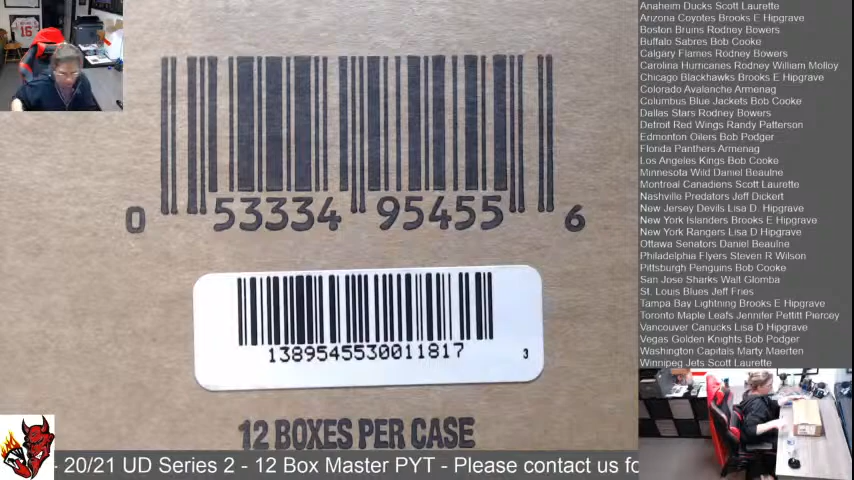 16
0 53334 95455 6
1389545530011817 3
12 BOXES PER CASE
- 20/21 UD Series 2 - 12 Box Master PYT - Please contact us fo
Anaheim Ducks Scott Laurette
Arizona Coyotes Brooks E Hipgrave
Boston Bruins Rodney Bowers
Buffalo Sabres Bob Cooke
Calgary Flames Rodney Bowers
Carolina Hurricanes Rodney William Molloy
Chicago Blackhawks Brooks E Hipgrave
Colorado Avalanche Armenag
Columbus Blue Jackets Bob Cooke
Dallas Stars Rodney Bowers
Detroit Red Wings Randy Patterson
Edmonton Oilers Bob Podger
Florida Panthers Armenag
Los Angeles Kings Bob Cooke
Minnesota Wild Daniel Beaulne
Montreal Canadiens Scott Laurette
Nashville Predators Jeff Dickert
New Jersey Devils Lisa D. Hipgrave
New York Islanders Brooks E Hipgrave
New York Rangers Lisa D Hipgrave
Ottawa Senators Daniel Beaulne
Philadelphia Flyers Steven R Wilson
Pittsburgh Penguins Bob Cooke
San Jose Sharks Walt Glomba
St. Louis Blues Jeff Fries
Tampa Bay Lightning Brooks E Hipgrave
Toronto Maple Leafs Jennifer Pettitt Piercey
Vancouver Canucks Lisa D Hipgrave
Vegas Golden Knights Bob Podger
Washington Capitals Marty Maerten
Winnipeg Jets Scott Laurette